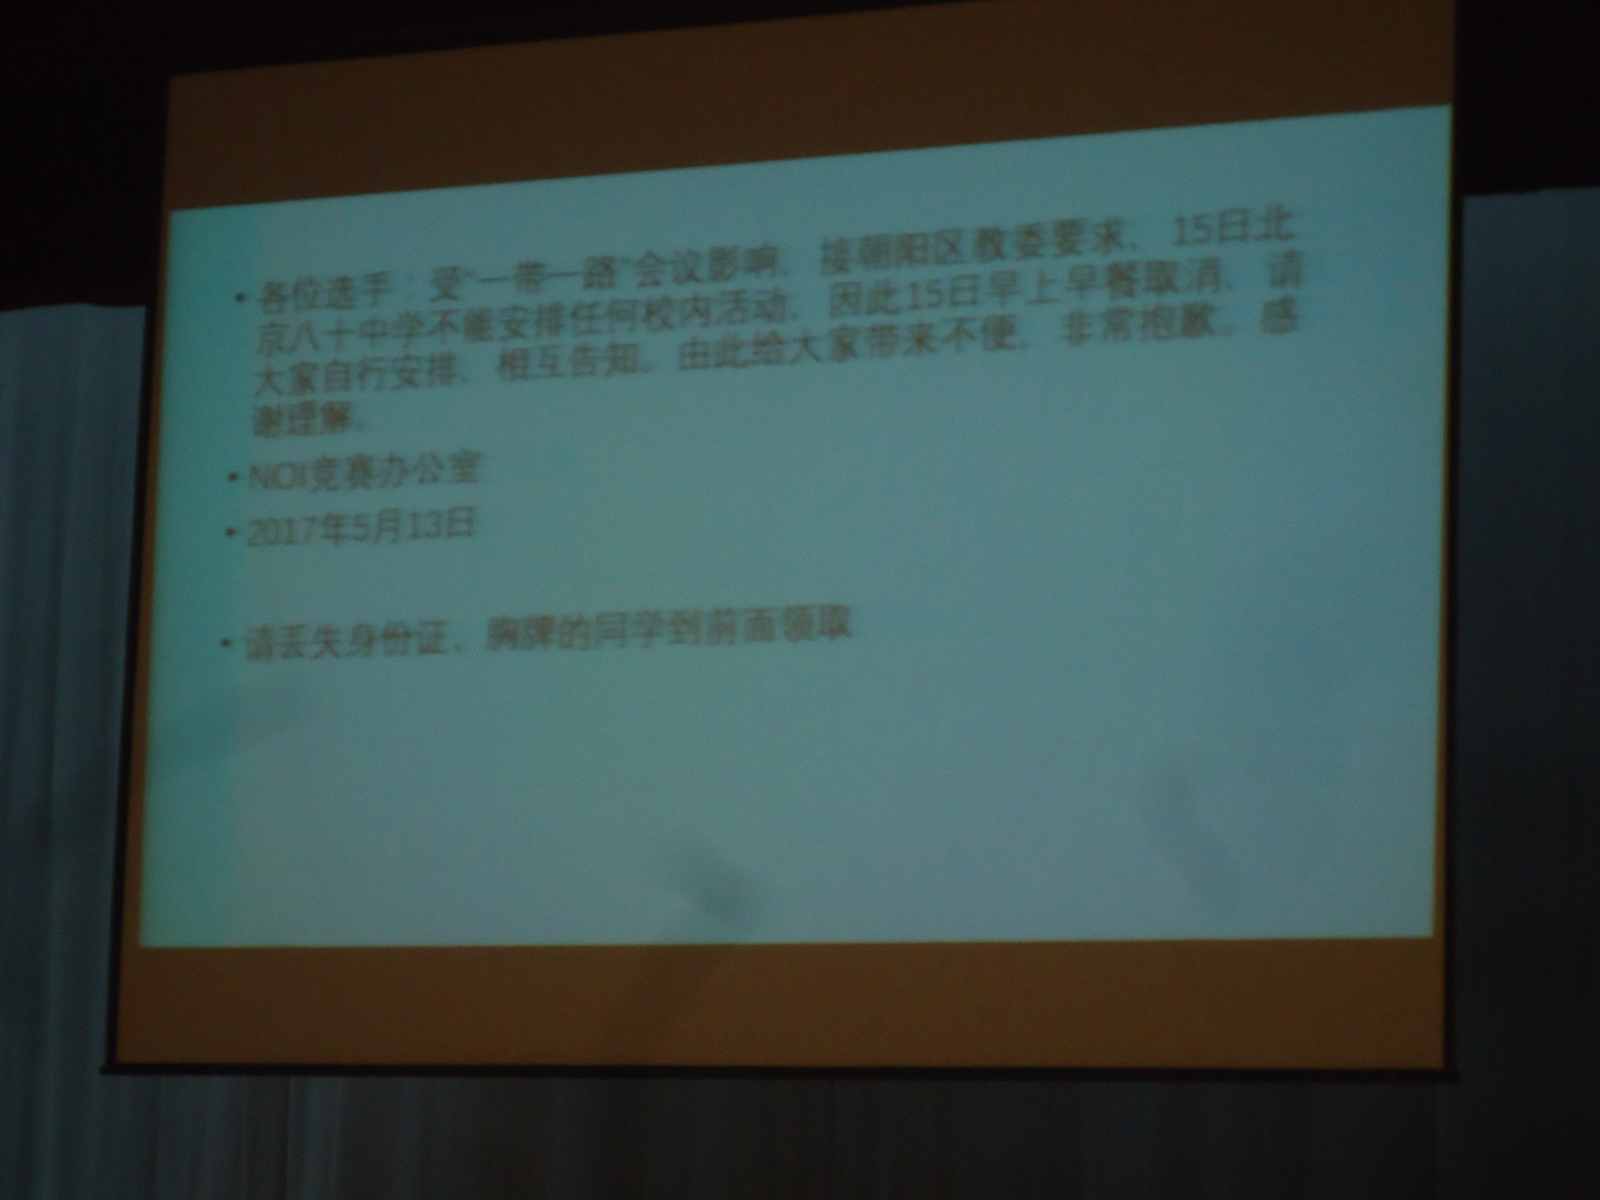 • 各位选手：受“一带一路”会议影响，接朝阳区教委要求，15日北
京八十中学不能安排任何校内活动，因此15日早上早餐取消，请
大家自行安排，相互告知。由此给大家带来不便，非常抱歉，感
谢理解。
• NOI竞赛办公室
• 2017年5月13日
• 请丢失身份证、胸牌的同学到前面领取